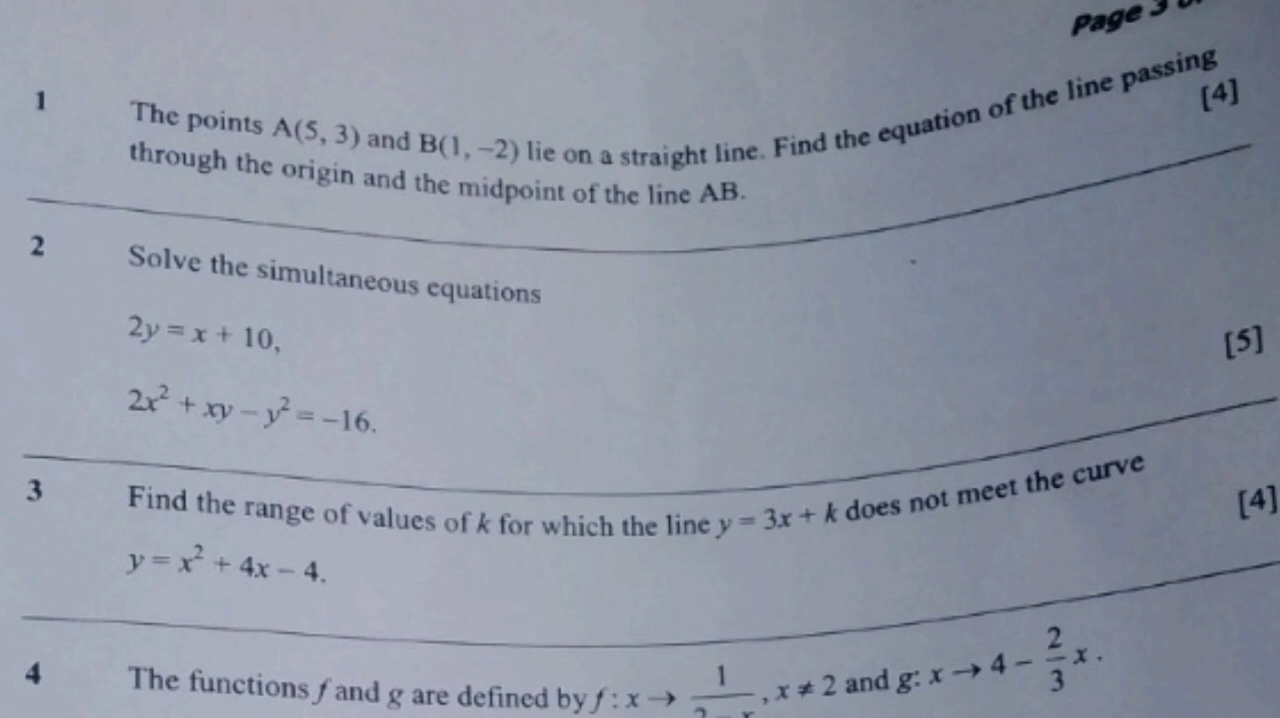 Page 3
1 The points A(5, 3) and B(1, −2) lie on a straight line. Find the equation of the line passing
through the origin and the midpoint of the line AB. [4]
2 Solve the simultaneous equations
2y = x + 10,
2x² + xy − y² = −16. [5]
3 Find the range of values of k for which the line y = 3x + k does not meet the curve
y = x² + 4x − 4. [4]
4 The functions f and g are defined by f : x → 1/(2 − x), x ≠ 2 and g: x → 4 − 2/3 x.